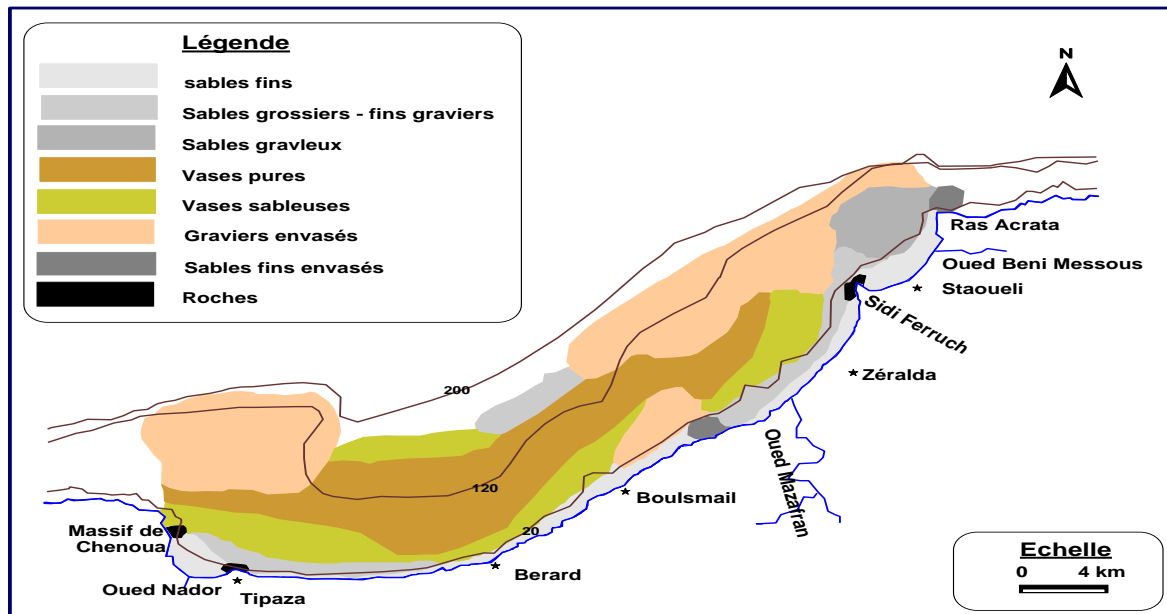 Légende
sables fins
Sables grossiers - fins graviers
Sables gravleux
Vases pures
Vases sableuses
Graviers envasés
Sables fins envasés
Roches
N
Ras Acrata
Oued Beni Messous
Staoueli
Sidi Ferruch
Zéralda
Oued Mazafran
200
120
20
Boulsmail
Berard
Massif de
Chenoua
Oued Nador
Tipaza
Echelle
0 4 km